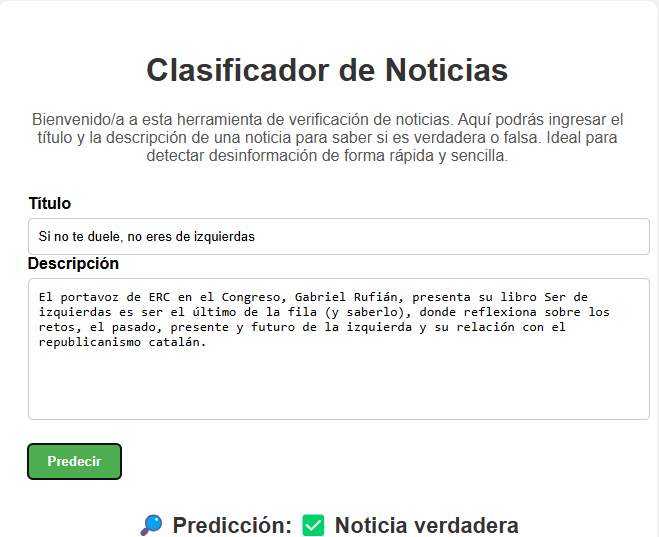 Clasificador de Noticias
Bienvenido/a a esta herramienta de verificación de noticias. Aquí podrás ingresar el
título y la descripción de una noticia para saber si es verdadera o falsa. Ideal para
detectar desinformación de forma rápida y sencilla.
Título
Si no te duele, no eres de izquierdas
Descripción
El portavoz de ERC en el Congreso, Gabriel Rufián, presenta su libro Ser de
izquierdas es ser el último de la fila (y saberlo), donde reflexiona sobre los
retos, el pasado, presente y futuro de la izquierda y su relación con el
republicanismo catalán.
Predecir
🔎 Predicción: ✅ Noticia verdadera